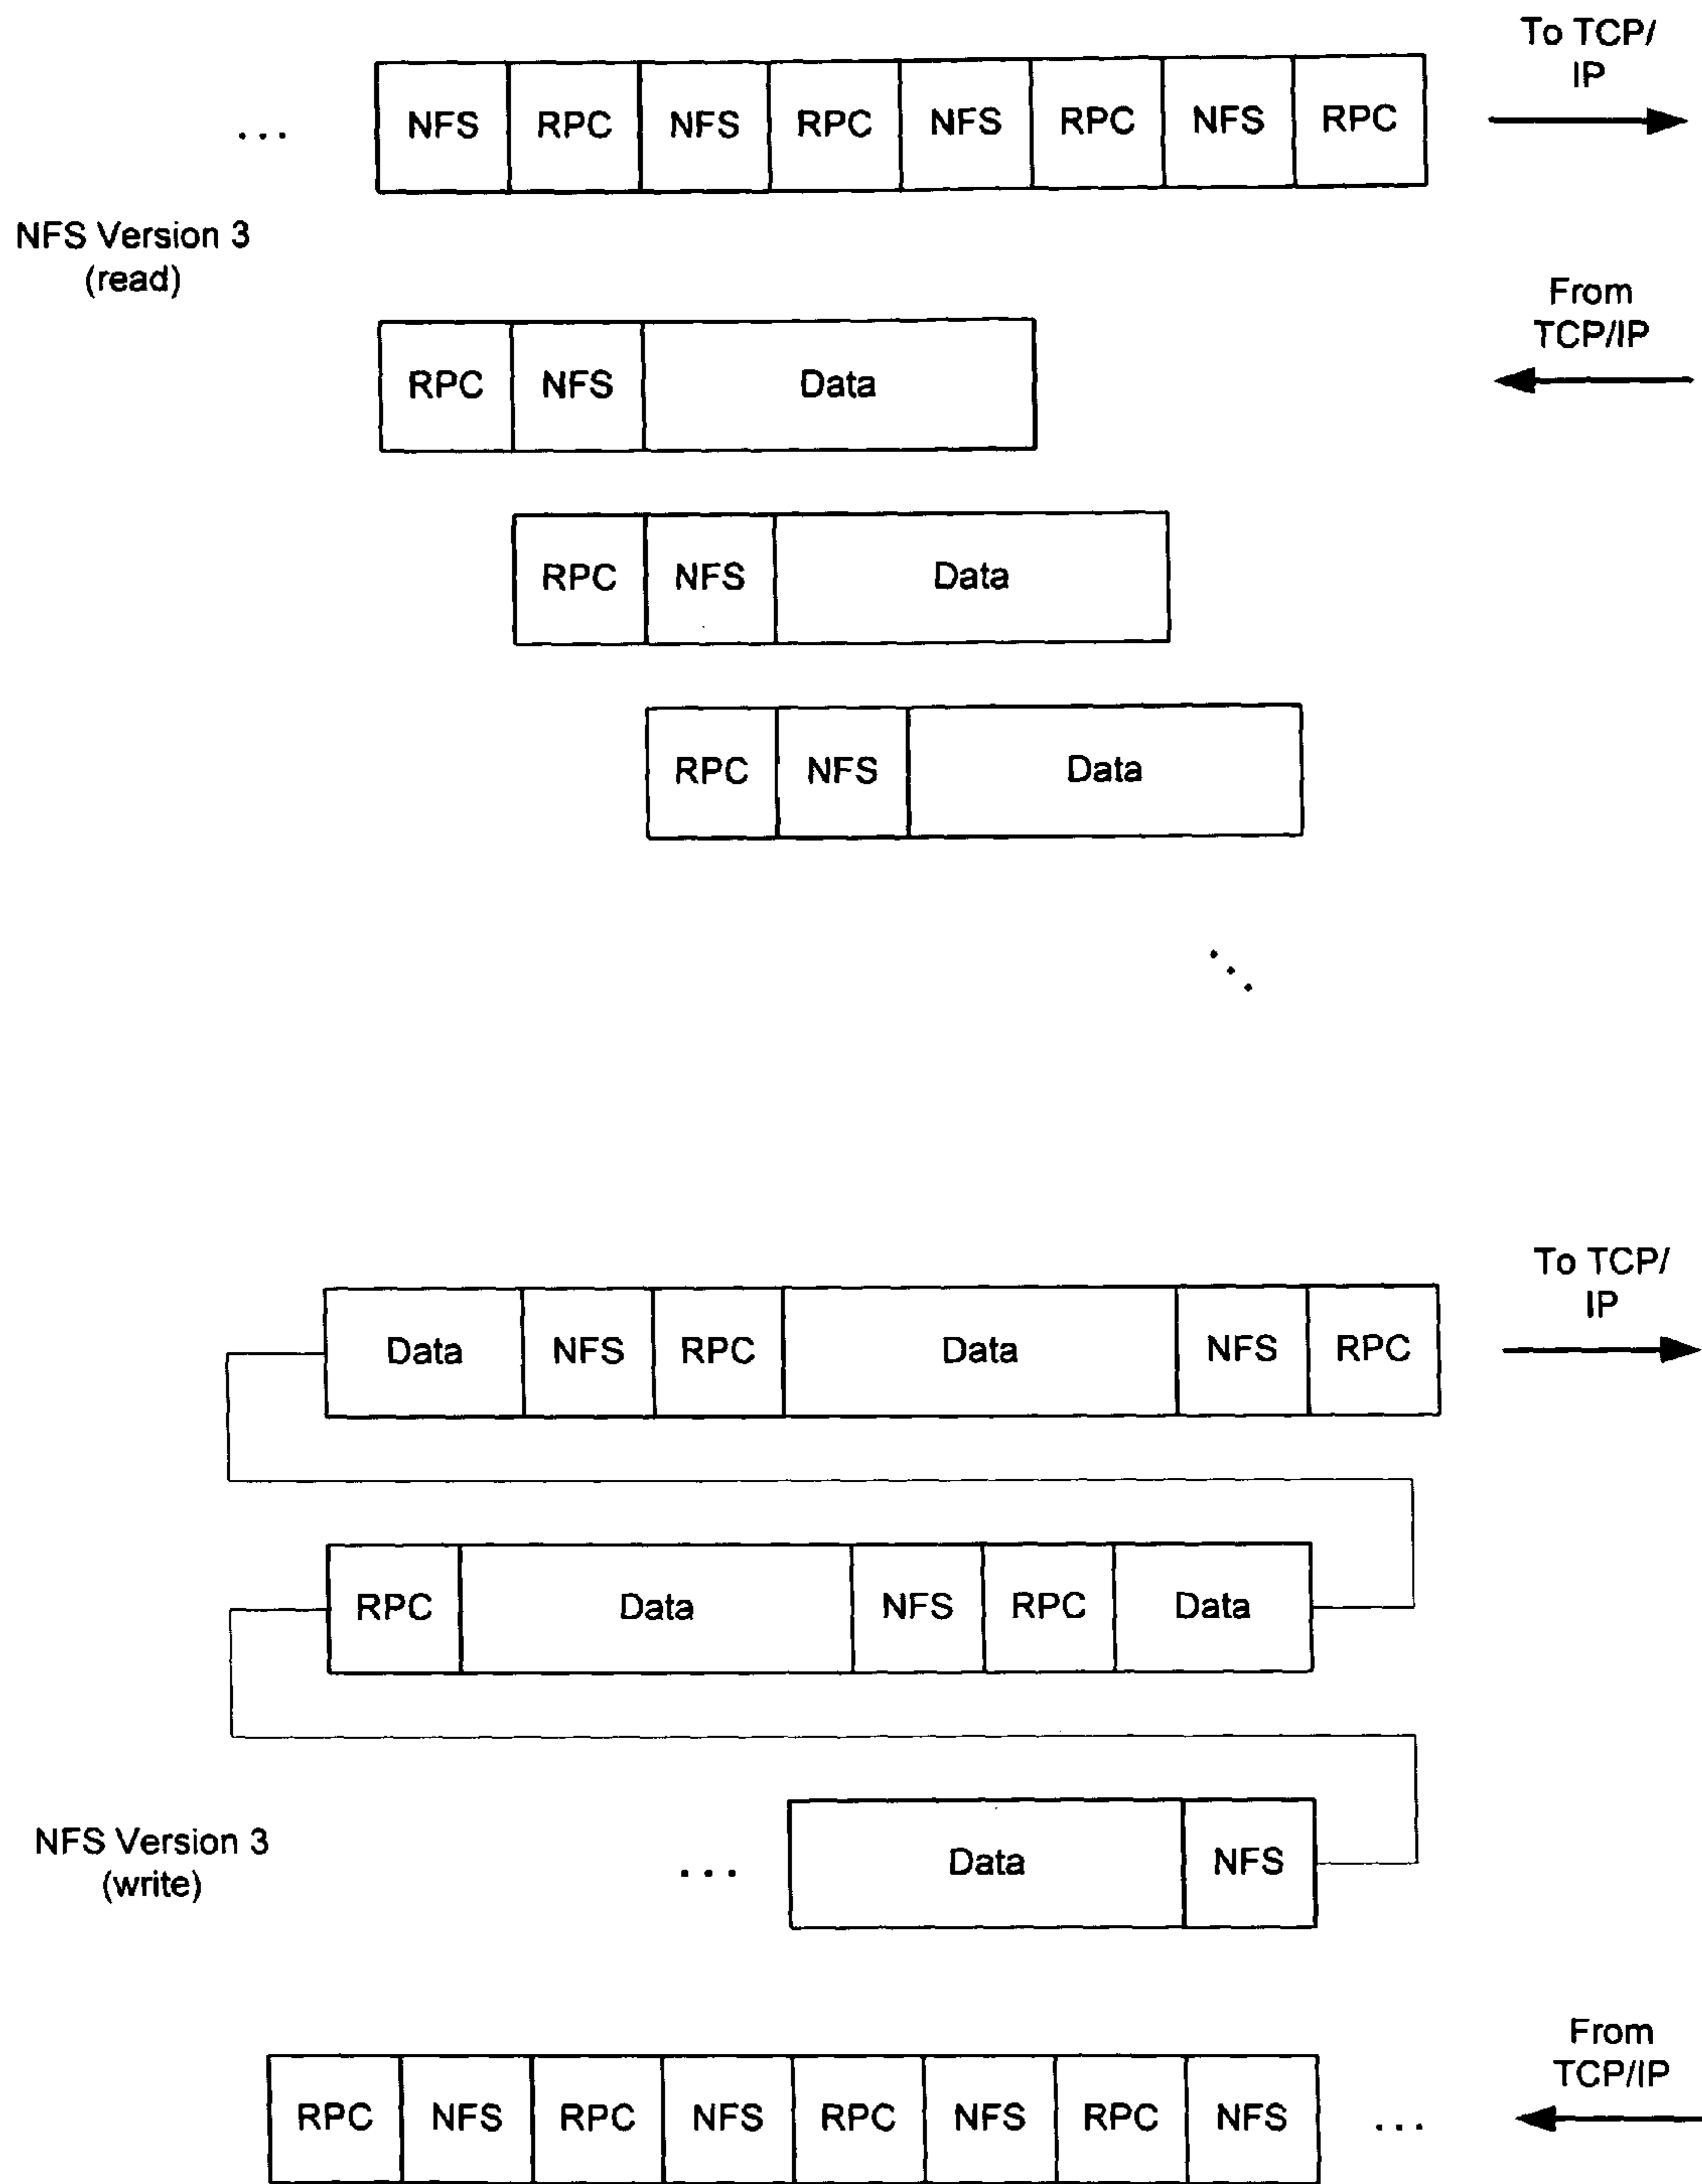 To TCP/
IP
... NFS RPC NFS RPC NFS RPC NFS RPC
NFS Version 3
(read)
From
TCP/IP
RPC NFS Data
RPC NFS Data
RPC NFS Data
...
To TCP/
IP
Data NFS RPC Data NFS RPC
RPC Data NFS RPC Data
NFS Version 3
(write)
... Data NFS
From
TCP/IP
RPC NFS RPC NFS RPC NFS RPC NFS ...